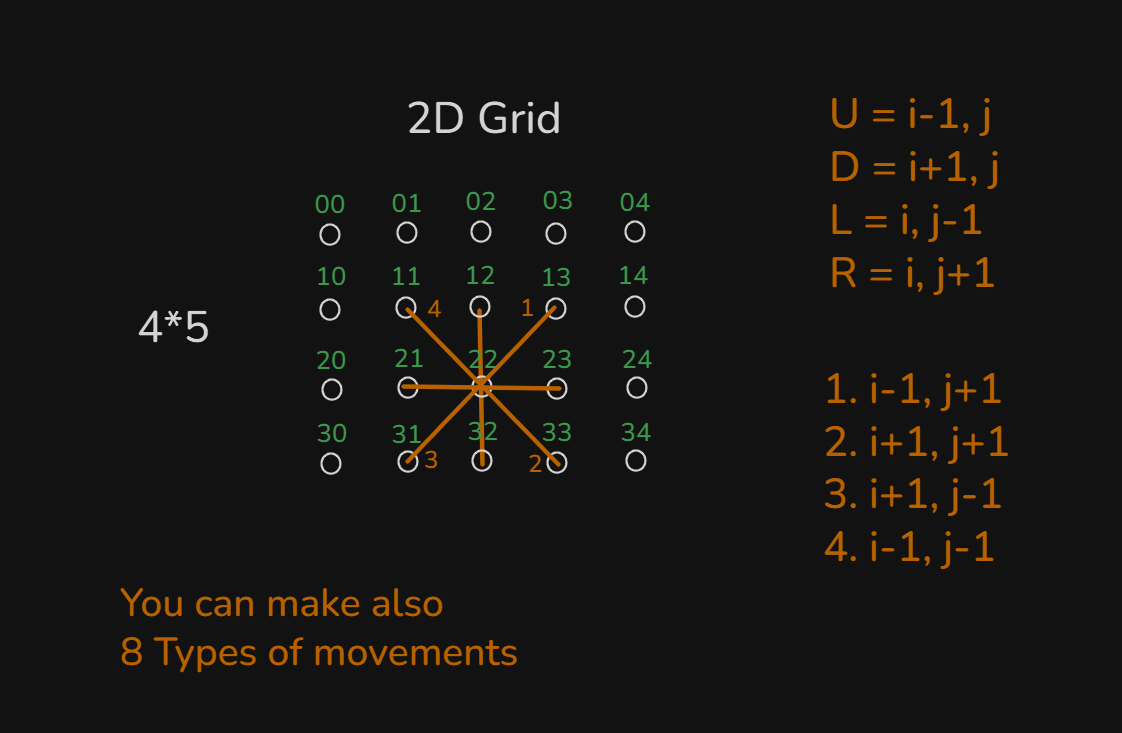 2D Grid
00 01 02 03 04
10 11 12 13 14
4 1
4*5
20 21 22 23 24
30 31 32 33 34
3 2
U = i-1, j
D = i+1, j
L = i, j-1
R = i, j+1
1. i-1, j+1
2. i+1, j+1
3. i+1, j-1
4. i-1, j-1
You can make also
8 Types of movements